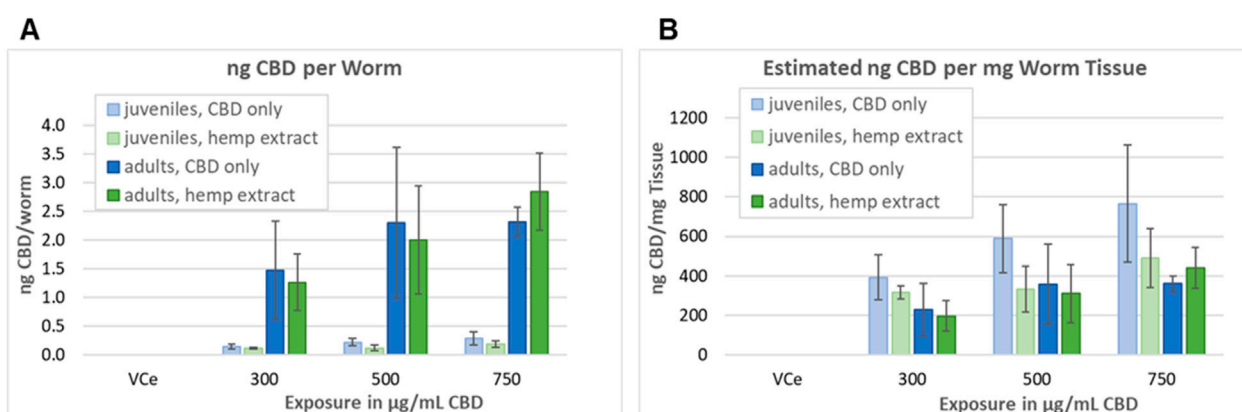 A
ng CBD per Worm
juveniles, CBD only
juveniles, hemp extract
adults, CBD only
adults, hemp extract
4.0
3.5
3.0
2.5
2.0
1.5
1.0
0.5
0.0
ng CBD/worm
VCe 300 500 750
Exposure in µg/mL CBD
B
Estimated ng CBD per mg Worm Tissue
juveniles, CBD only
juveniles, hemp extract
adults, CBD only
adults, hemp extract
1200
1000
800
600
400
200
0
ng CBD/mg Tissue
VCe 300 500 750
Exposure in µg/mL CBD